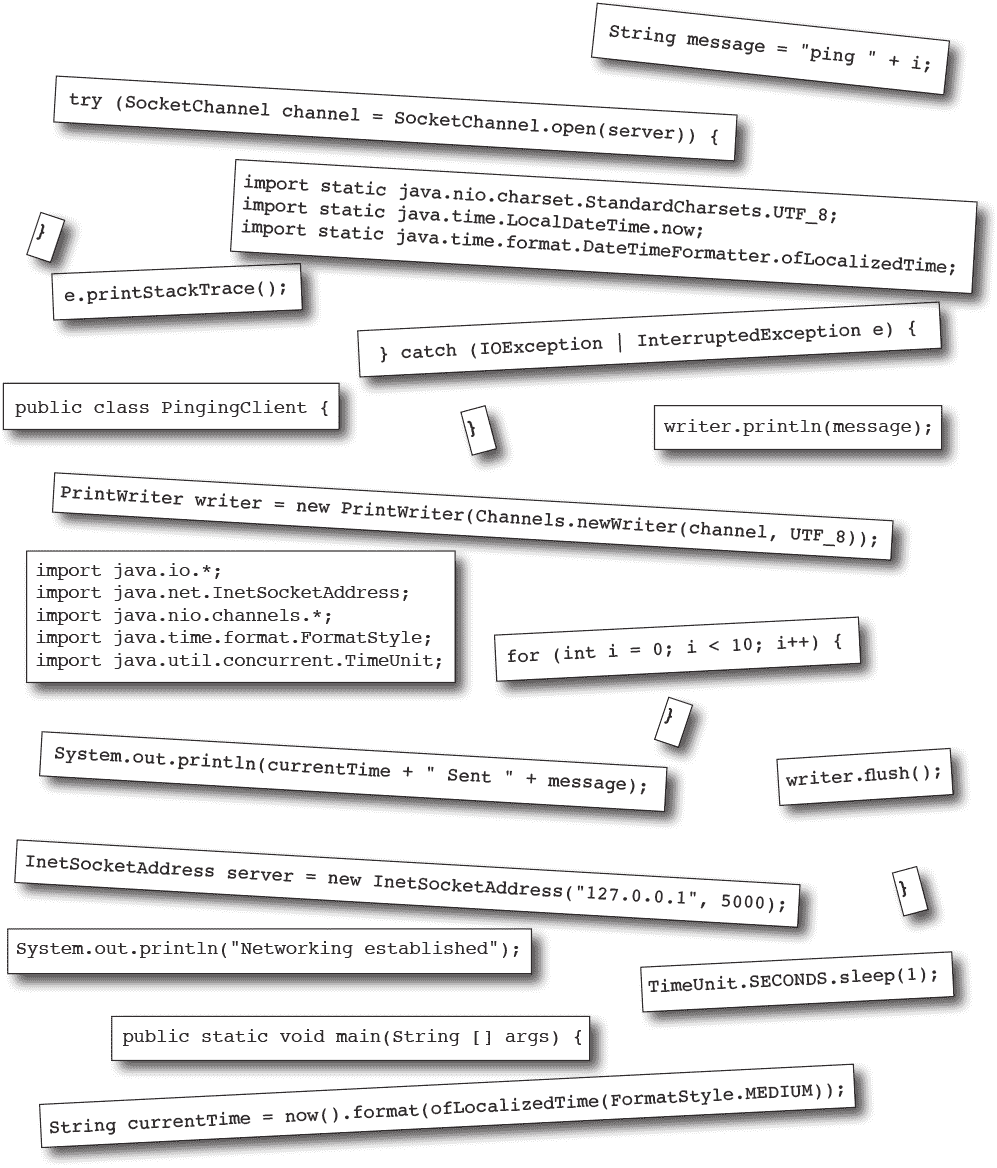 String message = "ping " + i;
try (SocketChannel channel = SocketChannel.open(server)) {
import static java.nio.charset.StandardCharsets.UTF_8;
import static java.time.LocalDateTime.now;
import static java.time.format.DateTimeFormatter.ofLocalizedTime;
}
e.printStackTrace();
} catch (IOException | InterruptedException e) {
public class PingingClient {
}
writer.println(message);
PrintWriter writer = new PrintWriter(Channels.newWriter(channel, UTF_8));
import java.io.*;
import java.net.InetSocketAddress;
import java.nio.channels.*;
import java.time.format.FormatStyle;
import java.util.concurrent.TimeUnit;
for (int i = 0; i < 10; i++) {
}
System.out.println(currentTime + " Sent " + message);
writer.flush();
InetSocketAddress server = new InetSocketAddress("127.0.0.1", 5000);
}
System.out.println("Networking established");
TimeUnit.SECONDS.sleep(1);
public static void main(String [] args) {
String currentTime = now().format(ofLocalizedTime(FormatStyle.MEDIUM));